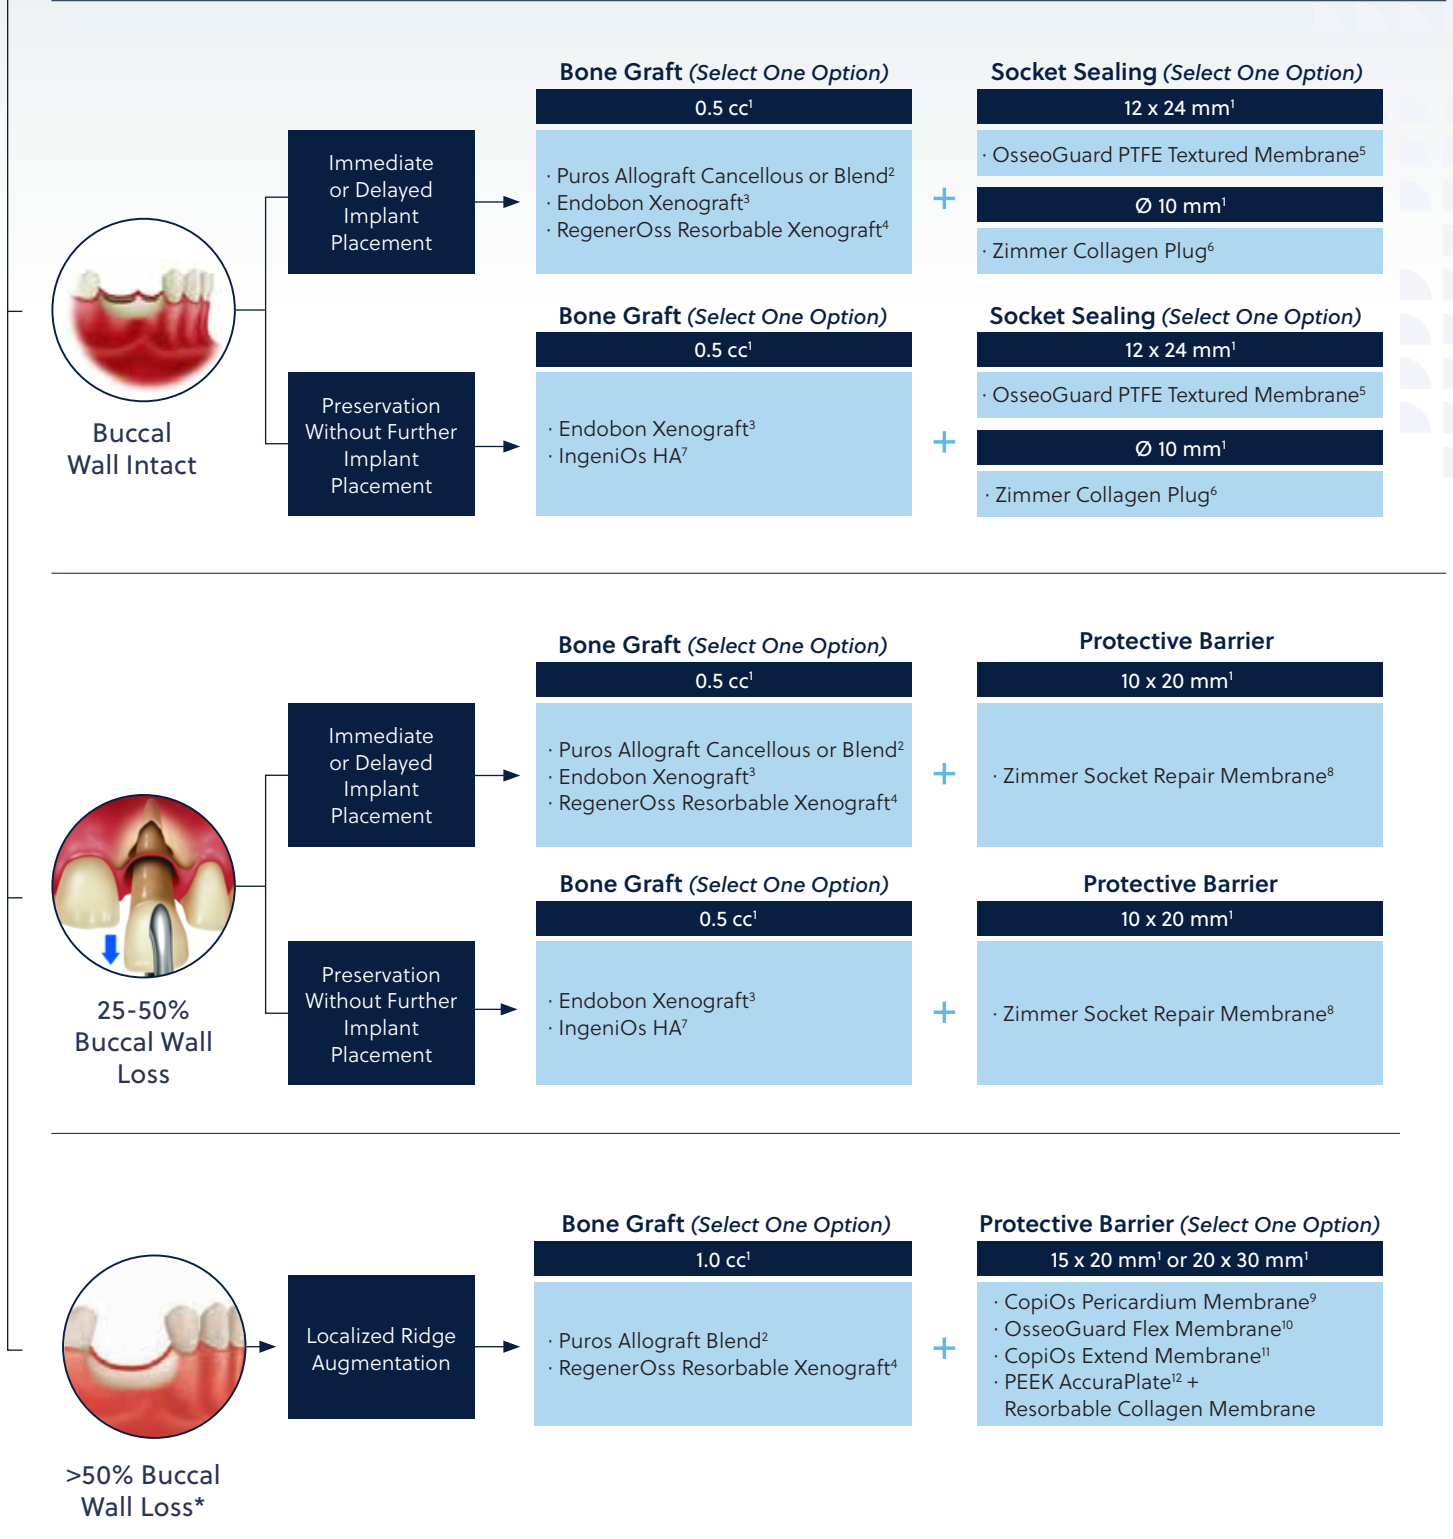 Bone Graft (Select One Option)
0.5 cc¹
Immediate
or Delayed
Implant
Placement
· Puros Allograft Cancellous or Blend²
· Endobon Xenograft³
· RegenerOss Resorbable Xenograft⁴
+
Socket Sealing (Select One Option)
12 x 24 mm¹
· OsseoGuard PTFE Textured Membrane⁵
Ø 10 mm¹
· Zimmer Collagen Plug⁶
Buccal
Wall Intact
Bone Graft (Select One Option)
0.5 cc¹
Preservation
Without Further
Implant
Placement
· Endobon Xenograft³
· IngeniOs HA⁷
+
Socket Sealing (Select One Option)
12 x 24 mm¹
· OsseoGuard PTFE Textured Membrane⁵
Ø 10 mm¹
· Zimmer Collagen Plug⁶
Bone Graft (Select One Option)
0.5 cc¹
Immediate
or Delayed
Implant
Placement
· Puros Allograft Cancellous or Blend²
· Endobon Xenograft³
· RegenerOss Resorbable Xenograft⁴
+
Protective Barrier
10 x 20 mm¹
· Zimmer Socket Repair Membrane⁸
25-50%
Buccal Wall
Loss
Bone Graft (Select One Option)
0.5 cc¹
Preservation
Without Further
Implant
Placement
· Endobon Xenograft³
· IngeniOs HA⁷
+
Protective Barrier
10 x 20 mm¹
· Zimmer Socket Repair Membrane⁸
Bone Graft (Select One Option)
1.0 cc¹
Localized Ridge
Augmentation
· Puros Allograft Blend²
· RegenerOss Resorbable Xenograft⁴
+
Protective Barrier (Select One Option)
15 x 20 mm¹ or 20 x 30 mm¹
· CopiOs Pericardium Membrane⁹
· OsseoGuard Flex Membrane¹⁰
· CopiOs Extend Membrane¹¹
· PEEK AccuraPlate¹² +
Resorbable Collagen Membrane
>50% Buccal
Wall Loss*